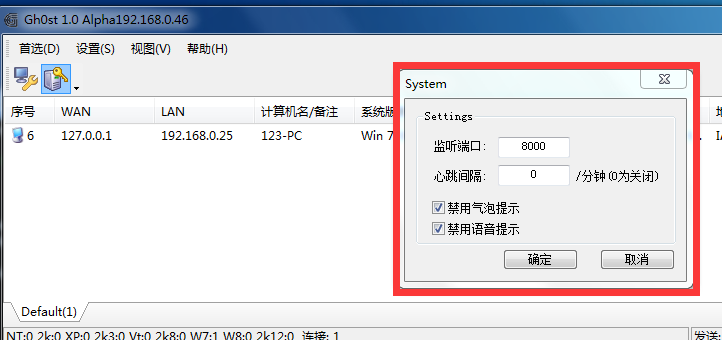 Gh0st 1.0 Alpha192.168.0.46
首选(D) 设置(S) 视图(V) 帮助(H)
序号 WAN LAN 计算机名/备注 系统版
6 127.0.0.1 192.168.0.25 123-PC Win 7
System
Settings
监听端口: 8000
心跳间隔: 0 /分钟(0为关闭)
禁用气泡提示
禁用语音提示
确定 取消
Default(1)
NT:0 2k:0 XP:0 2k3:0 Vt:0 2k8:0 W7:1 W8:0 2k12:0 连接: 1 发送: